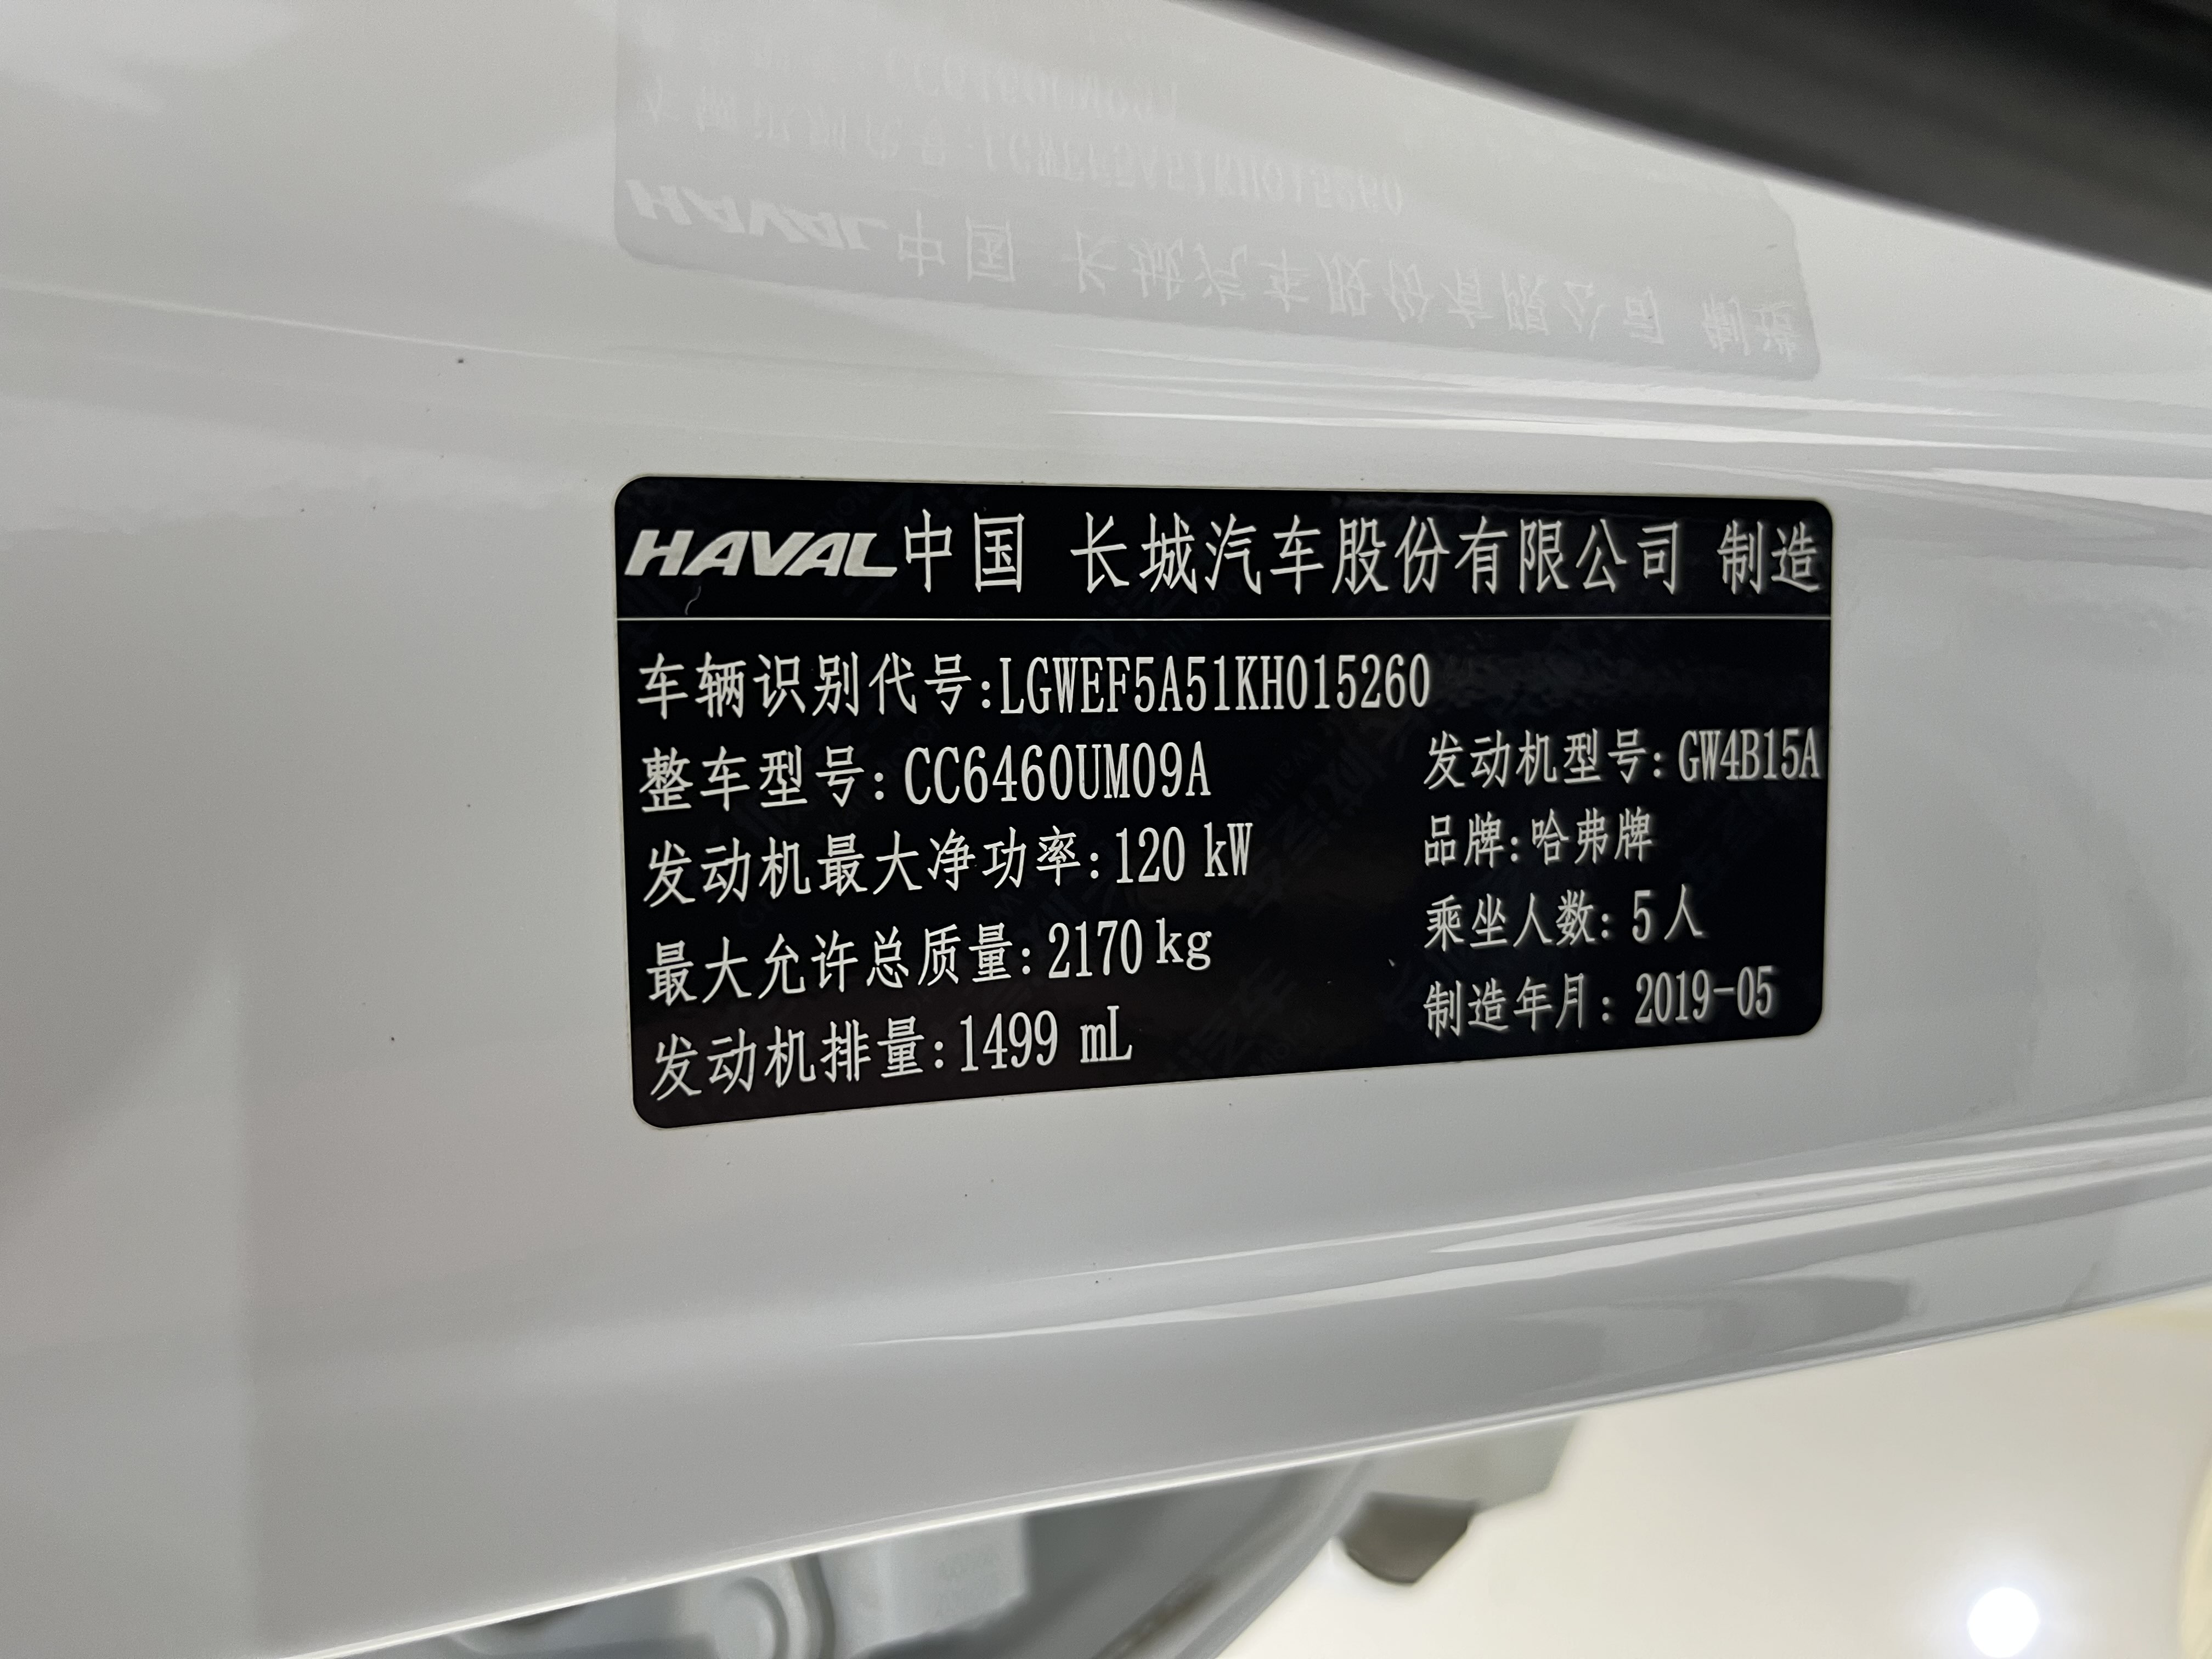 HAVAL中国 长城汽车股份有限公司 制造
车辆识别代号:LGWEF5A51KH015260
整车型号:CC6460UM09A
发动机型号:GW4B15A
发动机最大净功率:120 kW
品牌:哈弗牌
最大允许总质量:2170 kg
乘坐人数:5人
发动机排量:1499 mL
制造年月:2019-05